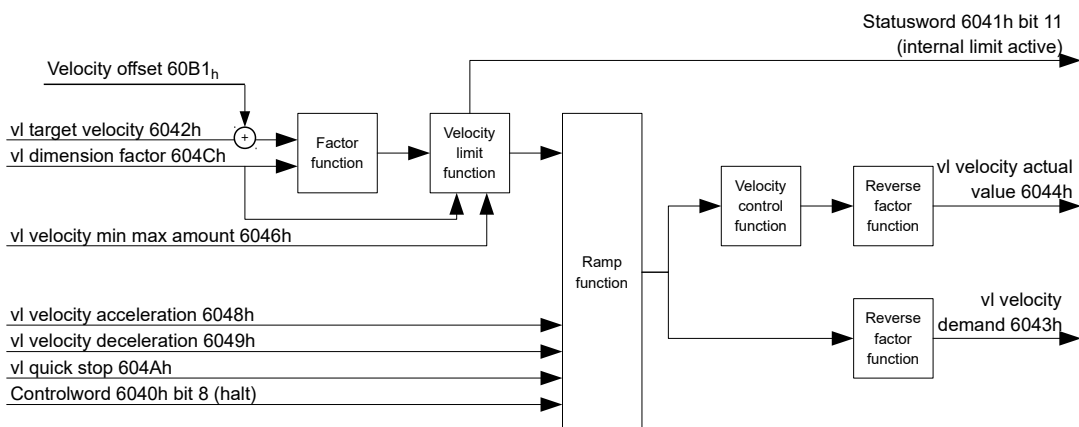 Statusword 6041h bit 11
(internal limit active)
Velocity offset 60B1h
vl target velocity 6042h
+
vl dimension factor 604Ch
Factor
function
Velocity
limit
function
vl velocity min max amount 6046h
Ramp
function
Velocity
control
function
Reverse
factor
function
vl velocity actual
value 6044h
vl velocity acceleration 6048h
vl velocity deceleration 6049h
vl quick stop 604Ah
Controlword 6040h bit 8 (halt)
Reverse
factor
function
vl velocity
demand 6043h